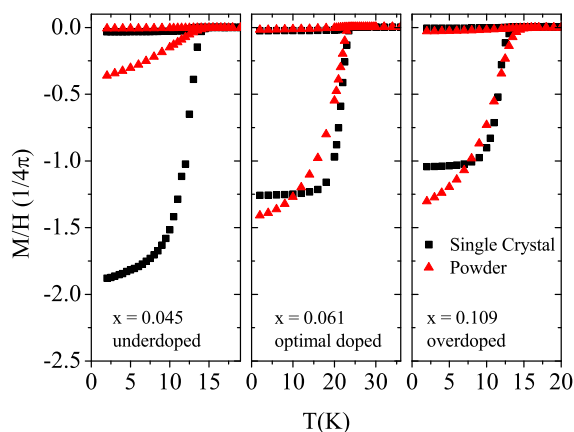 0.0
-0.5
-1.0
-1.5
-2.0
-2.5
M/H (1/4π)
x = 0.045
underdoped
x = 0.061
optimal doped
Single Crystal
Powder
x = 0.109
overdoped
0 5 10 15
0 10 20 30
0 5 10 15 20
T(K)